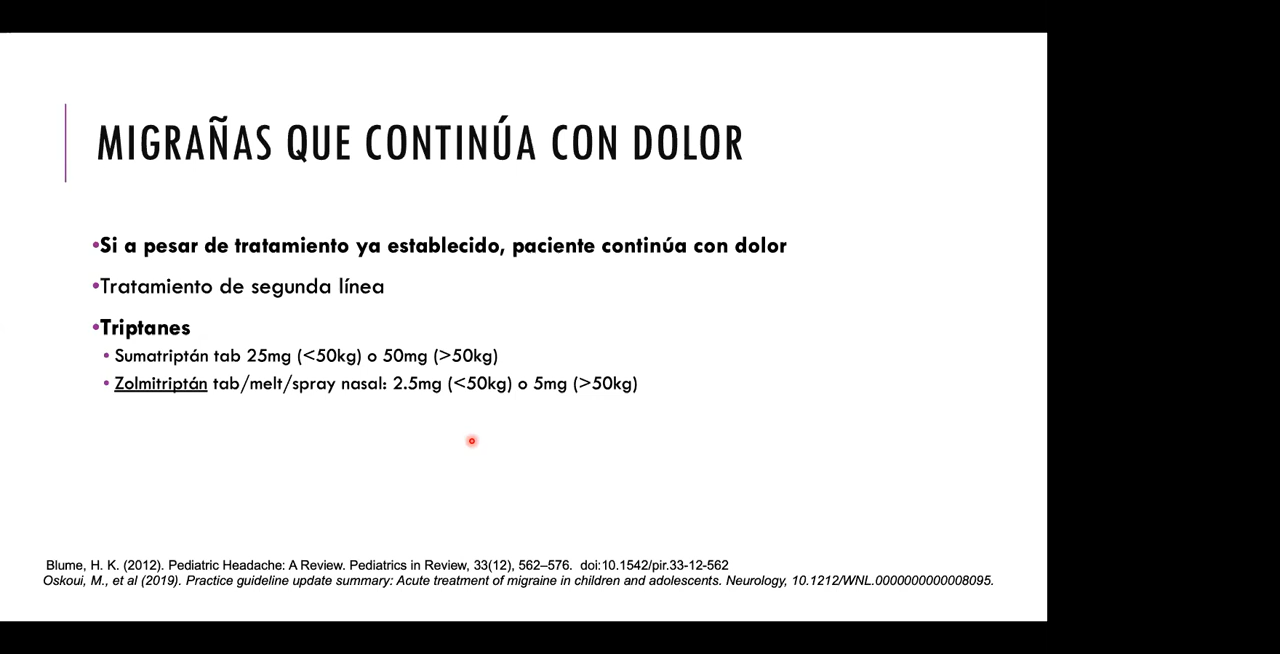 MIGRAÑAS QUE CONTINÚA CON DOLOR
•Si a pesar de tratamiento ya establecido, paciente continúa con dolor
•Tratamiento de segunda línea
•Triptanes
• Sumatriptán tab 25mg (<50kg) o 50mg (>50kg)
• Zolmitriptán tab/melt/spray nasal: 2.5mg (<50kg) o 5mg (>50kg)
Blume, H. K. (2012). Pediatric Headache: A Review. Pediatrics in Review, 33(12), 562–576. doi:10.1542/pir.33-12-562
Oskoui, M., et al (2019). Practice guideline update summary: Acute treatment of migraine in children and adolescents. Neurology, 10.1212/WNL.0000000000008095.